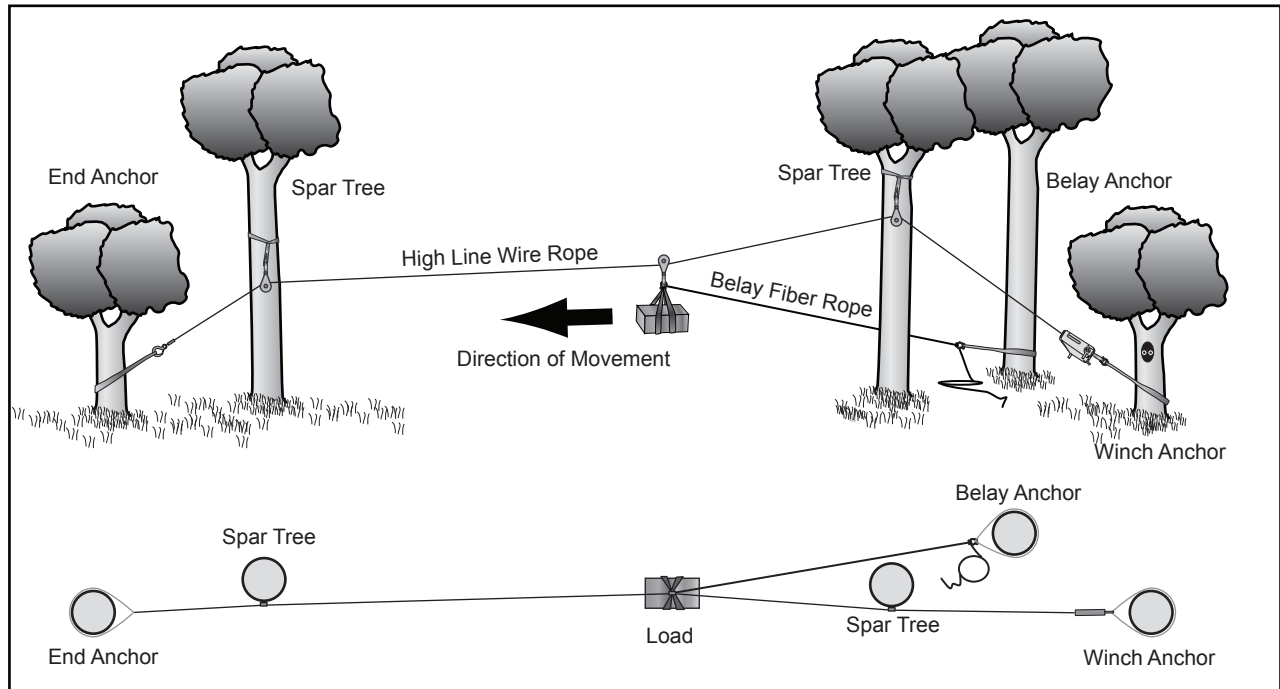 End Anchor
Spar Tree
Spar Tree
Belay Anchor
High Line Wire Rope
Belay Fiber Rope
Direction of Movement
Winch Anchor
Belay Anchor
Spar Tree
Spar Tree
Load
End Anchor
Winch Anchor